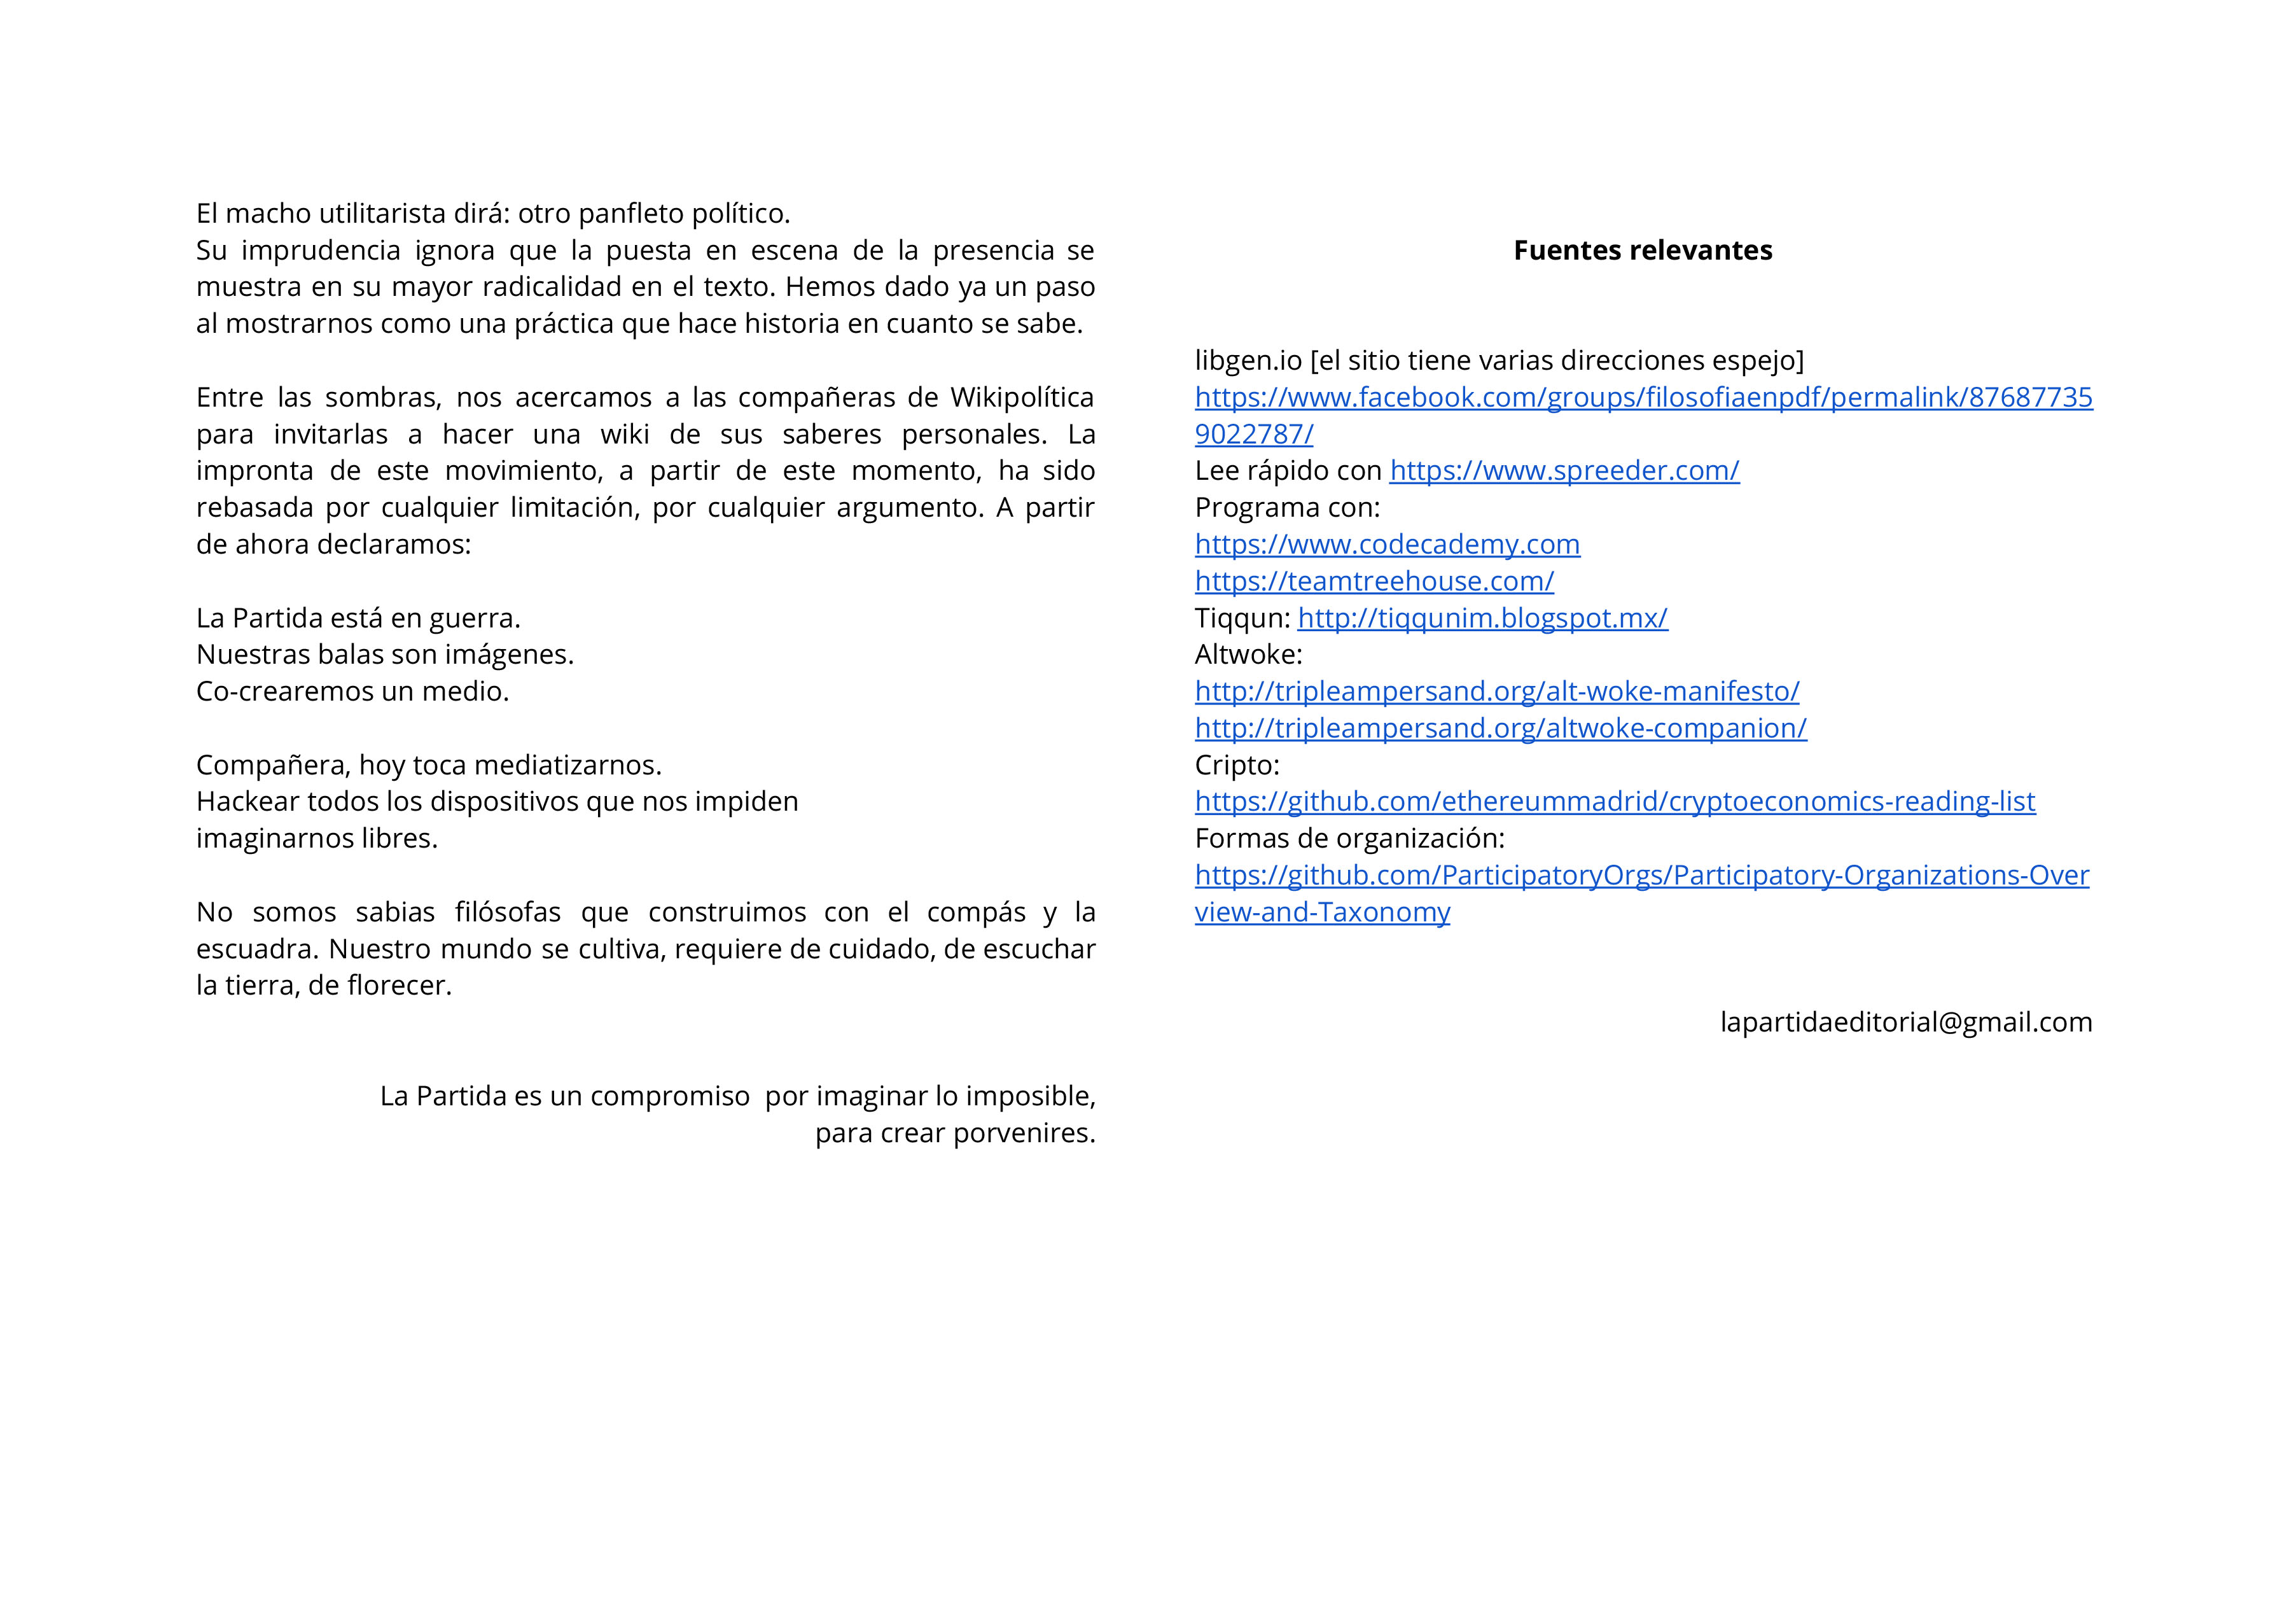 El macho utilitarista dirá: otro panfleto político.
Su imprudencia ignora que la puesta en escena de la presencia se
muestra en su mayor radicalidad en el texto. Hemos dado ya un paso
al mostrarnos como una práctica que hace historia en cuanto se sabe.
Entre las sombras, nos acercamos a las compañeras de Wikipolítica
para invitarlas a hacer una wiki de sus saberes personales. La
impronta de este movimiento, a partir de este momento, ha sido
rebasada por cualquier limitación, por cualquier argumento. A partir
de ahora declaramos:
La Partida está en guerra.
Nuestras balas son imágenes.
Co-crearemos un medio.
Compañera, hoy toca mediatizarnos.
Hackear todos los dispositivos que nos impiden
imaginarnos libres.
No somos sabias filósofas que construimos con el compás y la
escuadra. Nuestro mundo se cultiva, requiere de cuidado, de escuchar
la tierra, de florecer.
La Partida es un compromiso  por imaginar lo imposible,
para crear porvenires.
Fuentes relevantes
libgen.io [el sitio tiene varias direcciones espejo]
https://www.facebook.com/groups/filosofiaenpdf/permalink/87687735
9022787/
Lee rápido con https://www.spreeder.com/
Programa con:
https://www.codecademy.com
https://teamtreehouse.com/
Tiqqun: http://tiqqunim.blogspot.mx/
Altwoke:
http://tripleampersand.org/alt-woke-manifesto/
http://tripleampersand.org/altwoke-companion/
Cripto:
https://github.com/ethereummadrid/cryptoeconomics-reading-list
Formas de organización:
https://github.com/ParticipatoryOrgs/Participatory-Organizations-Over
view-and-Taxonomy
lapartidaeditorial@gmail.com